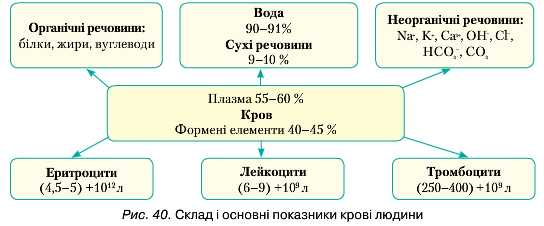 Органічні речовини:
білки, жири, вуглеводи
Вода
90–91%
Сухі речовини
9–10 %
Неорганічні речовини:
Na⁺, K⁺, Ca²⁺, OH⁻, Cl⁻,
HCO₃⁻, CO₃
Плазма 55–60 %
Кров
Формені елементи 40–45 %
Еритроцити
(4,5–5) +10¹² л
Лейкоцити
(6–9) +10⁹ л
Тромбоцити
(250–400) +10⁹ л
Рис. 40. Склад і основні показники крові людини